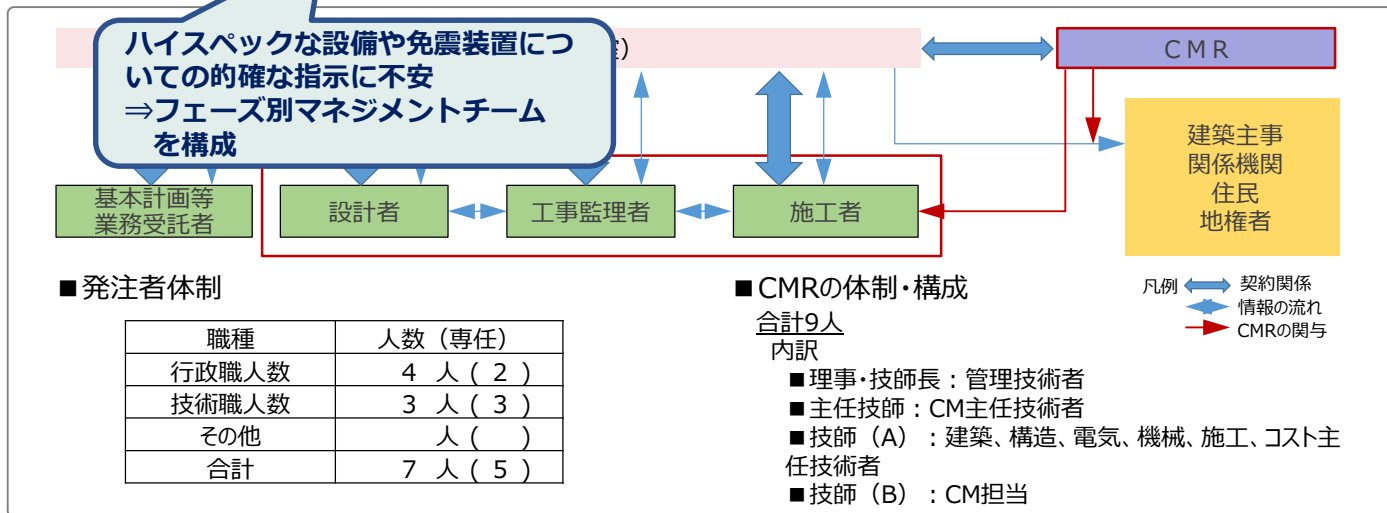 ハイスペックな設備や免震装置につ
いての的確な指示に不安
⇒フェーズ別マネジメントチーム
を構成
)
CMR
建築主事
関係機関
住民
地権者
基本計画等
業務受託者
設計者
工事監理者
施工者
凡例 契約関係
情報の流れ
CMRの関与
■発注者体制
職種 人数（専任）
行政職人数 4 人 ( 2 )
技術職人数 3 人 ( 3 )
その他 人 ( )
合計 7 人 ( 5 )
■CMRの体制・構成
合計9人
内訳
■理事・技師長：管理技術者
■主任技師：CM主任技術者
■技師（A）：建築、構造、電気、機械、施工、コスト主
任技術者
■技師（B）：CM担当